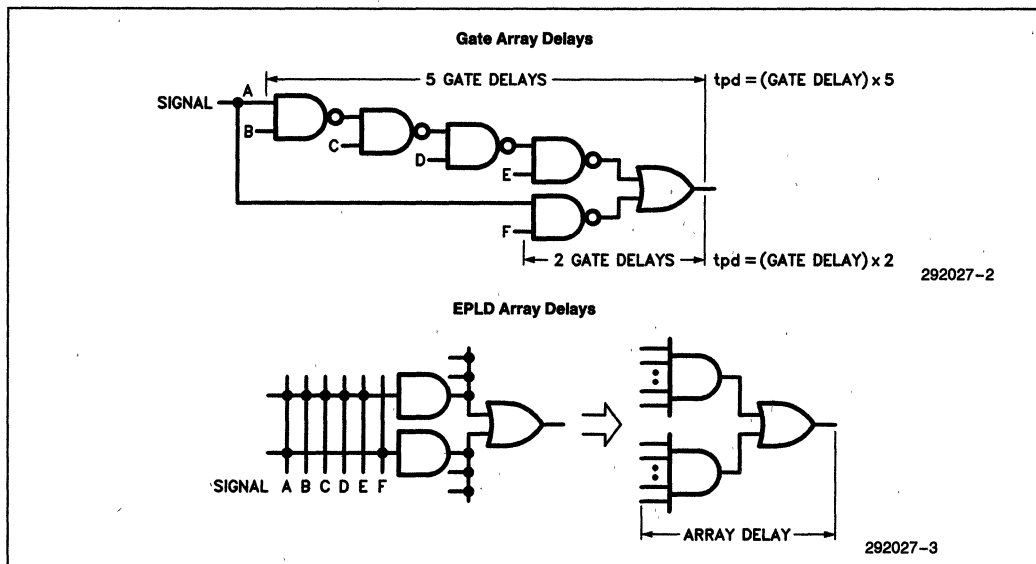 Gate Array Delays
5 GATE DELAYS
tpd = (GATE DELAY) x 5
A
SIGNAL
B
C
D
E
F
2 GATE DELAYS
tpd = (GATE DELAY) x 2
292027-2
EPLD Array Delays
SIGNAL A B C D E F
ARRAY DELAY
292027-3